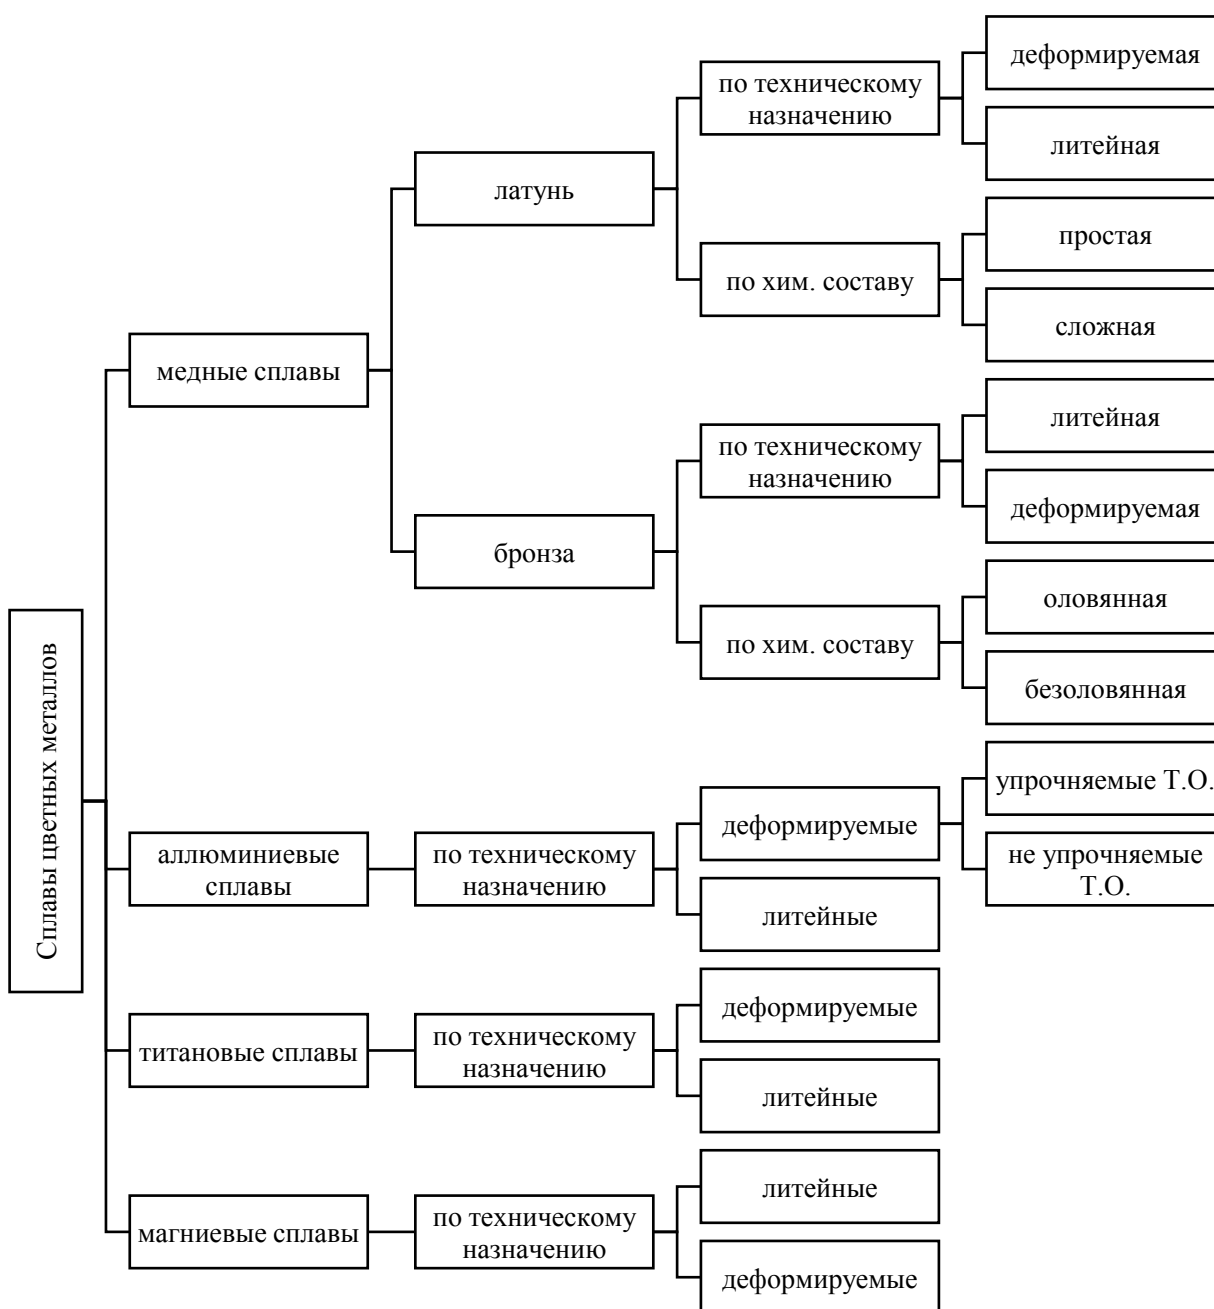 Сплавы цветных металлов
медные сплавы
латунь
по техническому
назначению
деформируемая
литейная
по хим. составу
простая
сложная
бронза
по техническому
назначению
литейная
деформируемая
по хим. составу
оловянная
безоловянная
аллюминиевые
сплавы
по техническому
назначению
деформируемые
упрочняемые Т.О.
не упрочняемые
Т.О.
литейные
титановые сплавы
по техническому
назначению
деформируемые
литейные
магниевые сплавы
по техническому
назначению
литейные
деформируемые